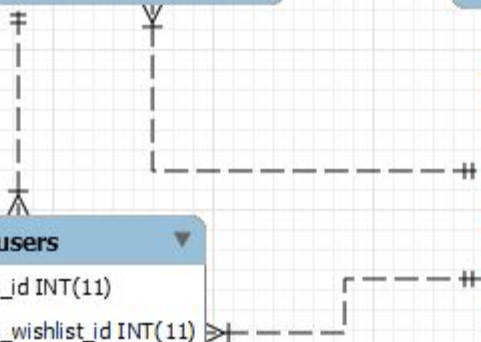 users
_id INT(11)
_wishlist_id INT(11)